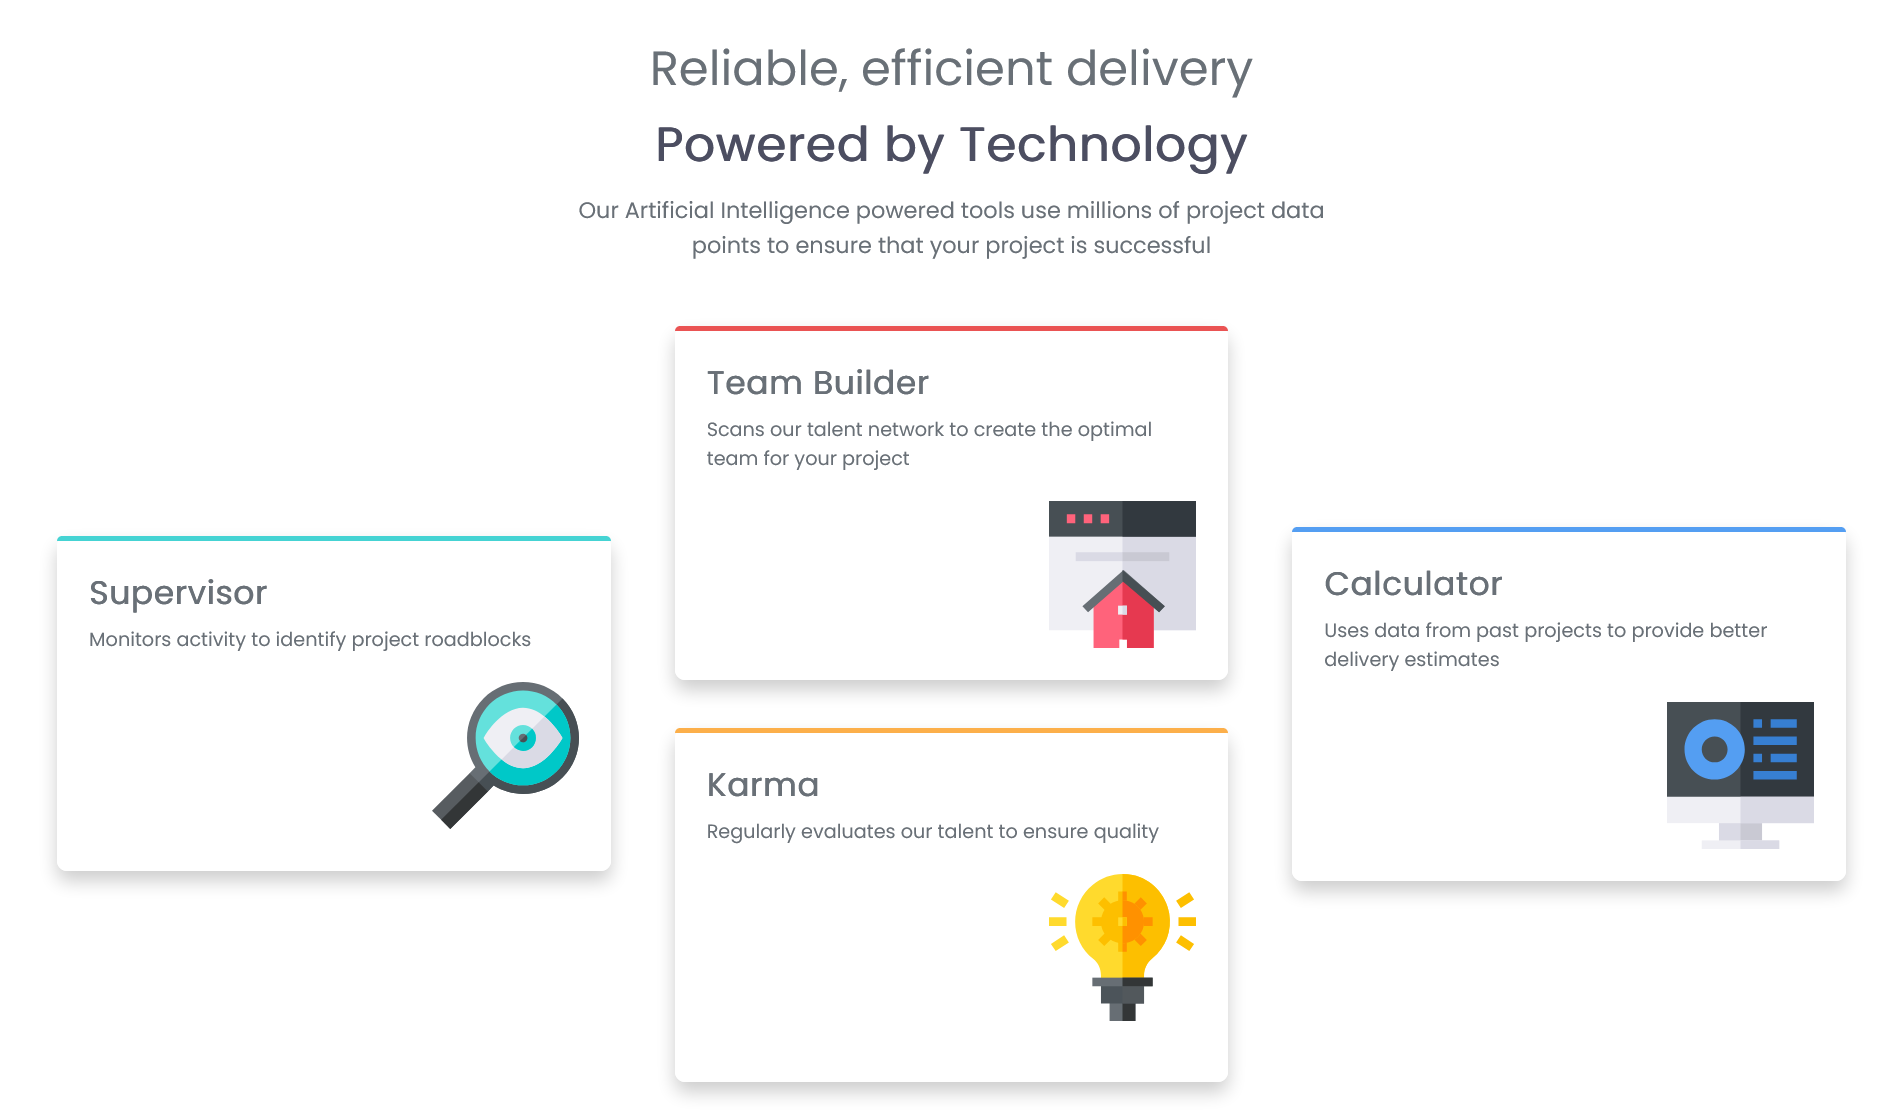 Reliable, efficient delivery
Powered by Technology
Our Artificial Intelligence powered tools use millions of project data
points to ensure that your project is successful
Supervisor
Monitors activity to identify project roadblocks
Team Builder
Scans our talent network to create the optimal
team for your project
Karma
Regularly evaluates our talent to ensure quality
Calculator
Uses data from past projects to provide better
delivery estimates